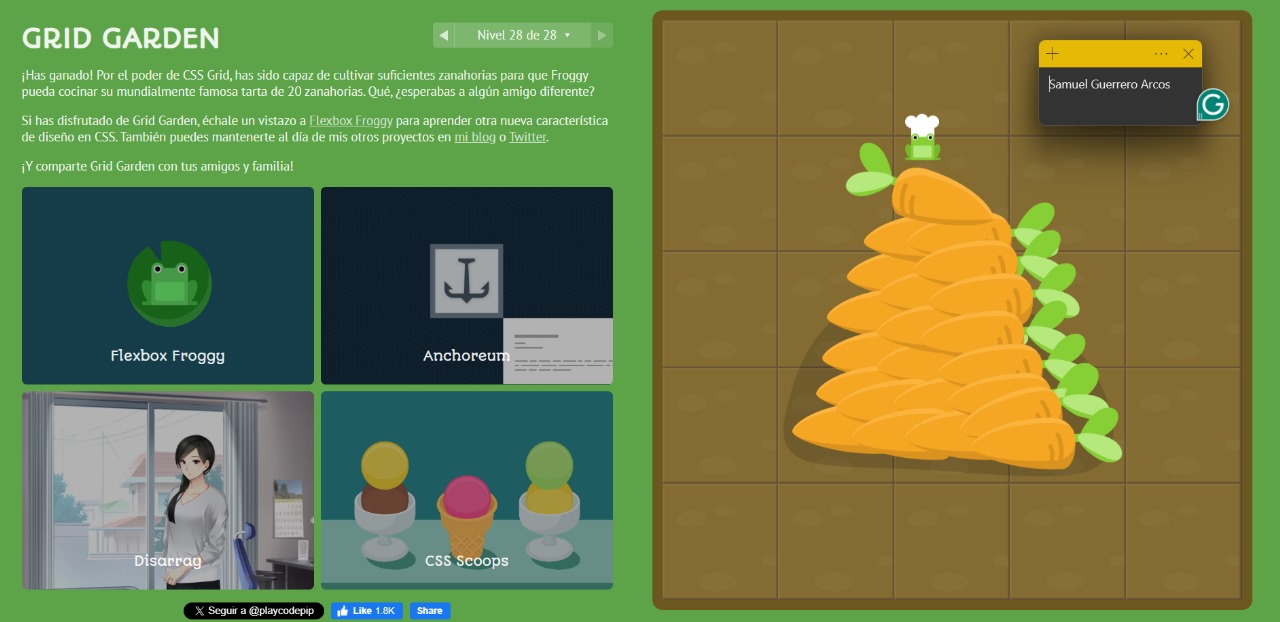 GRID GARDEN
Nivel 28 de 28
¡Has ganado! Por el poder de CSS Grid, has sido capaz de cultivar suficientes zanahorias para que Froggy
pueda cocinar su mundialmente famosa tarta de 20 zanahorias. Qué, ¿esperabas a algún amigo diferente?
Si has disfrutado de Grid Garden, échale un vistazo a Flexbox Froggy para aprender otra nueva característica
de diseño en CSS. También puedes mantenerte al día de mis otros proyectos en mi blog o Twitter.
¡Y comparte Grid Garden con tus amigos y familia!
Flexbox Froggy
Anchoreum
Disarray
CSS Scoops
Seguir a @playcodepip
Like 1.8K
Share
Samuel Guerrero Arcos